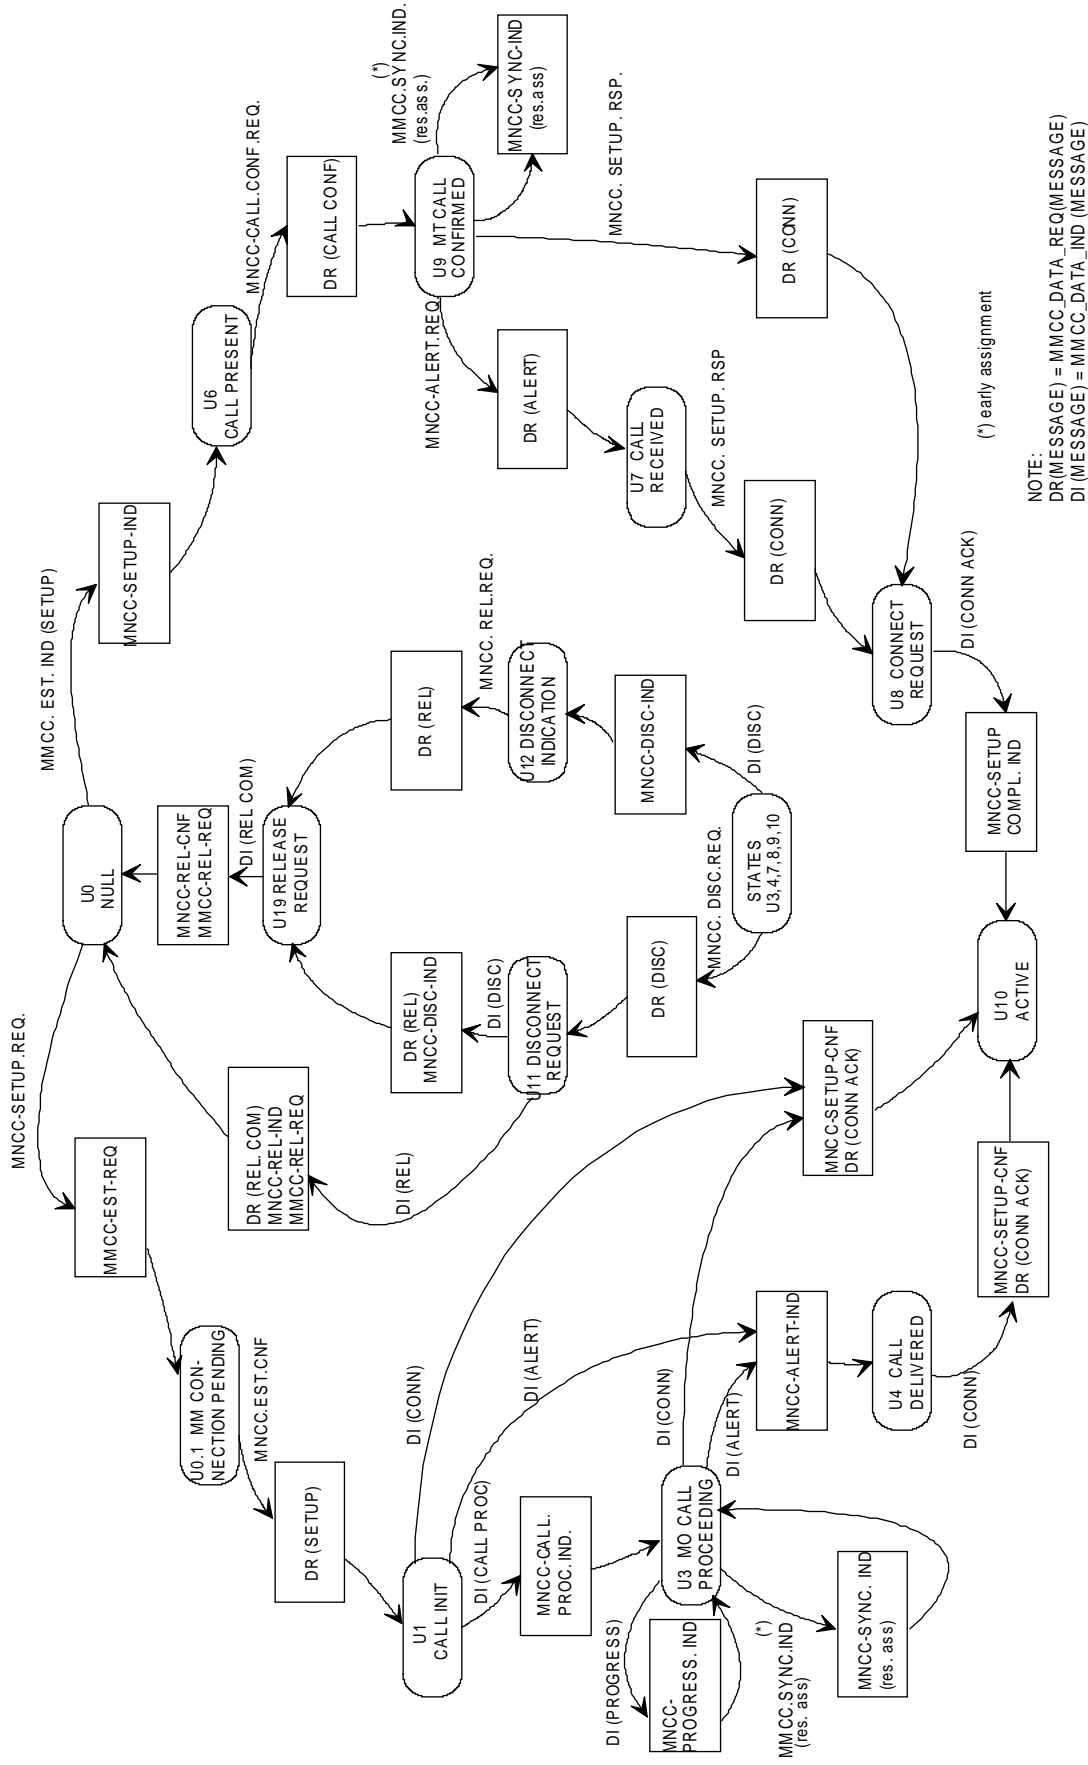 MNCC-SETUP.REQ.
MMCC-EST-REQ
U0.1 MM CON-
NECTION PENDING
MNCC.EST.CNF
DR (SETUP)
U1
CALL INIT
DI (CALL PROC)
MNCC-CALL.
PROC. IND.
DI (CONN)
DI (ALERT)
U3 MO CALL
PROCEEDING
DI (PROGRESS)
MNCC-
PROGRESS. IND
(*)
MMCC.SYNC.IND
(res. ass)
MNCC-SYNC. IND
(res. ass)
DI (CONN)
DI (ALERT)
MNCC-ALERT-IND
U4 CALL
DELIVERED
DI (CONN)
MNCC-SETUP-CNF
DR (CONN ACK)
MNCC-SETUP-CNF
DR (CONN ACK)
U10
ACTIVE
U0
NULL
MNCC-REL-CNF
MMCC-REL-REQ
DI (REL COM)
U19 RELEASE
REQUEST
DR (REL. COM)
MNCC-REL-IND
MMCC-REL-REQ
DI (REL)
DR (REL)
MNCC-DISC-IND
DI (DISC)
U11 DISCONNECT
REQUEST
DR (DISC)
MNCC. DISC.REQ.
STATES
U3,4,7,8,9,10
DI (DISC)
MNCC-DISC-IND
U12 DISCONNECT
INDICATION
MNCC. REL.REQ.
DR (REL)
MMCC. EST. IND (SETUP)
MNCC-SETUP-IND
U6
CALL PRESENT
MNCC-CALL.CONF.REQ.
DR (CALL CONF)
U9 MT CALL
CONFIRMED
(*)
MMCC.SYNC.IND.
(res.ass.)
MNCC-SYNC-IND
(res.ass)
MNCC-ALERT.REQ.
DR (ALERT)
U7 CALL
RECEIVED
MNCC. SETUP. RSP
DR (CONN)
MNCC. SETUP. RSP.
DR (CONN)
U8 CONNECT
REQUEST
DI (CONN ACK)
MNCC-SETUP
COMPL. IND
(*) early assignment
NOTE:
DR(MESSAGE) = MMCC_DATA_REQ(MESSAGE)
DI (MESSAGE) = MMCC_DATA_IND (MESSAGE)